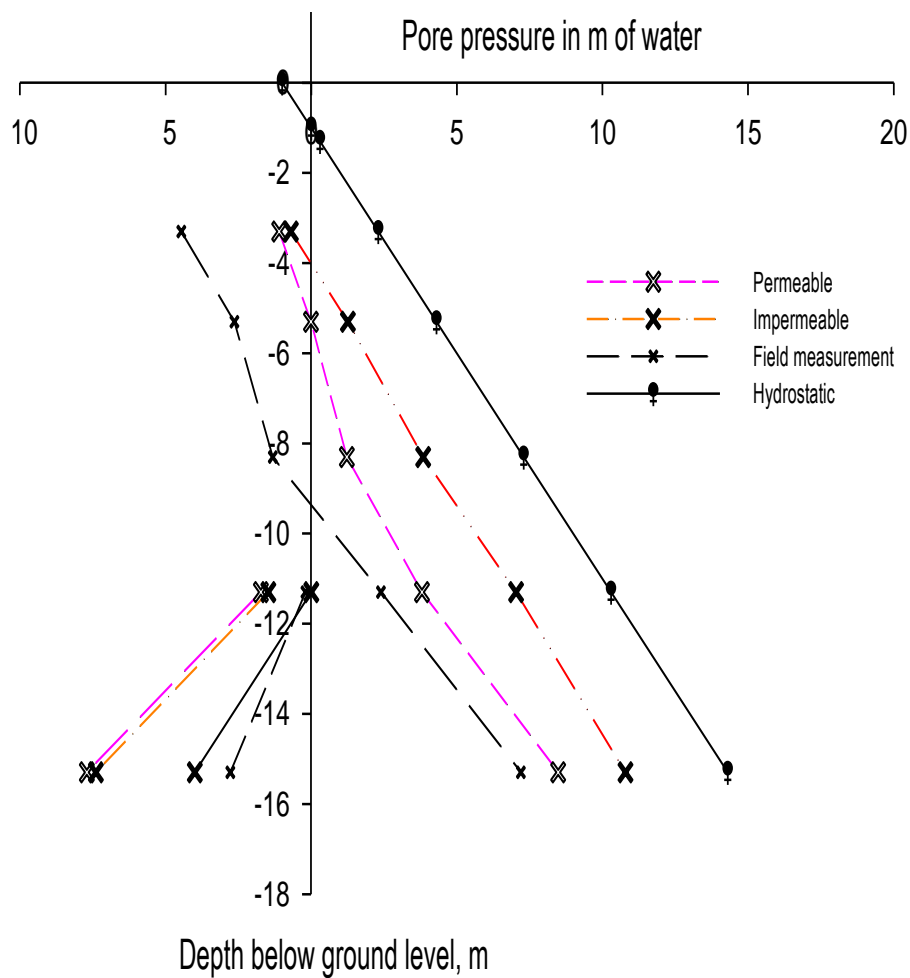 Pore pressure in m of water
10 5 0 5 10 15 20
-2
-4
-6
-8
-10
-12
-14
-16
-18
Permeable
Impermeable
Field measurement
Hydrostatic
Depth below ground level, m